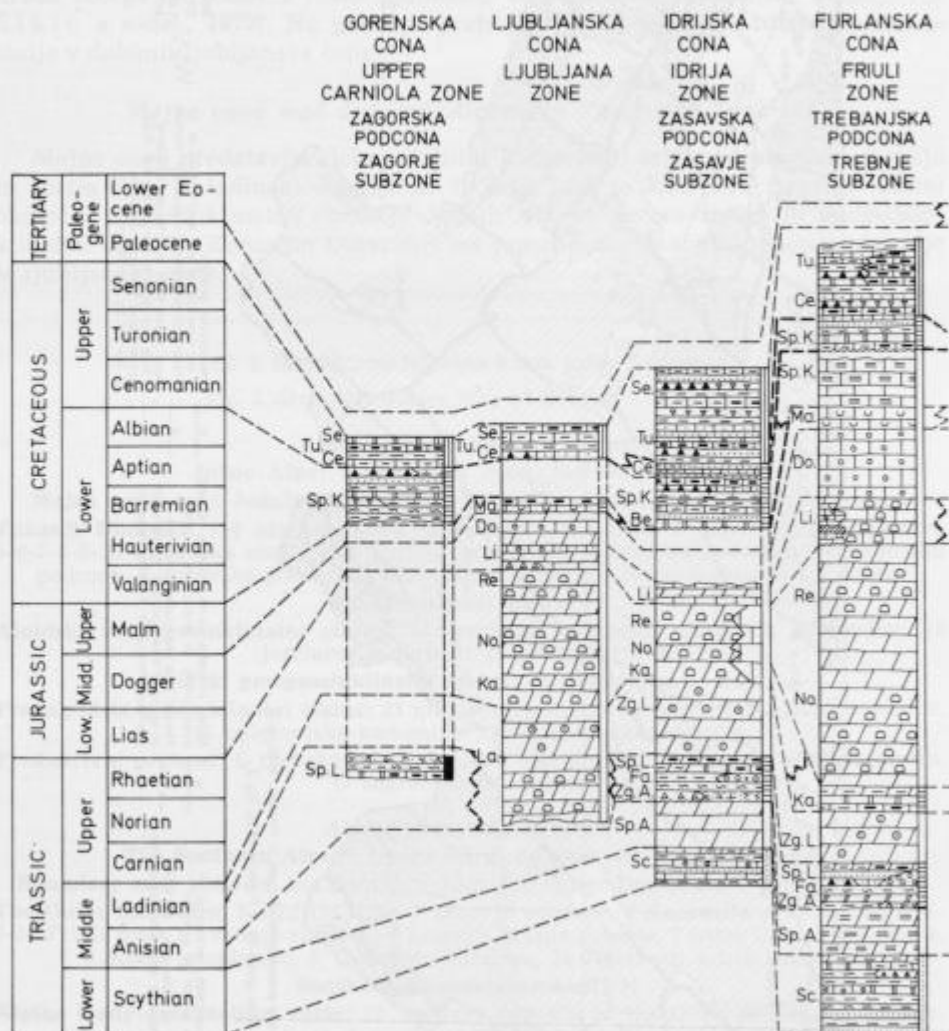 GORENJSKA
CONA
UPPER
CARNIOLA ZONE
ZAGORSKA
PODCONA
ZAGORJE
SUBZONE
LJUBLJANSKA
CONA
LJUBLJANA
ZONE
IDRIJSKA
CONA
IDRIJA
ZONE
ZASAVSKA
PODCONA
ZASAVJE
SUBZONE
FURLANSKA
CONA
FRIULI
ZONE
TREBANJSKA
PODCONA
TREBNJE
SUBZONE
TERTIARY
Paleo-
gene
Lower Eo-
cene
Paleocene
CRETACEOUS
Upper
Senonian
Turonian
Cenomanian
Lower
Albian
Aptian
Barremian
Hauterivian
Valanginian
JURASSIC
Upper
Malm
Midd.
Dogger
Low.
Lias
TRIASSIC
Upper
Rhaetian
Norian
Carnian
Middle
Ladinian
Anisian
Lower
Scythian
Se
Tu
Ce
Sp.K
Sp.L
Se
Tu
Ce
Ma
Do
Li
Re
No
Ka
La
Se
Tu
Ce
Sp.K
Be
Li
Re
No
Ka
Zg.L
Sp.L
Fa
Zg.A
Sp.A
Sc
Tu
Ce
Sp.K
Sp.K
Ma
Do
Li
Re
No
Ka
Zg.L
Sp.L
Fa
Zg.A
Sp.A
Sc